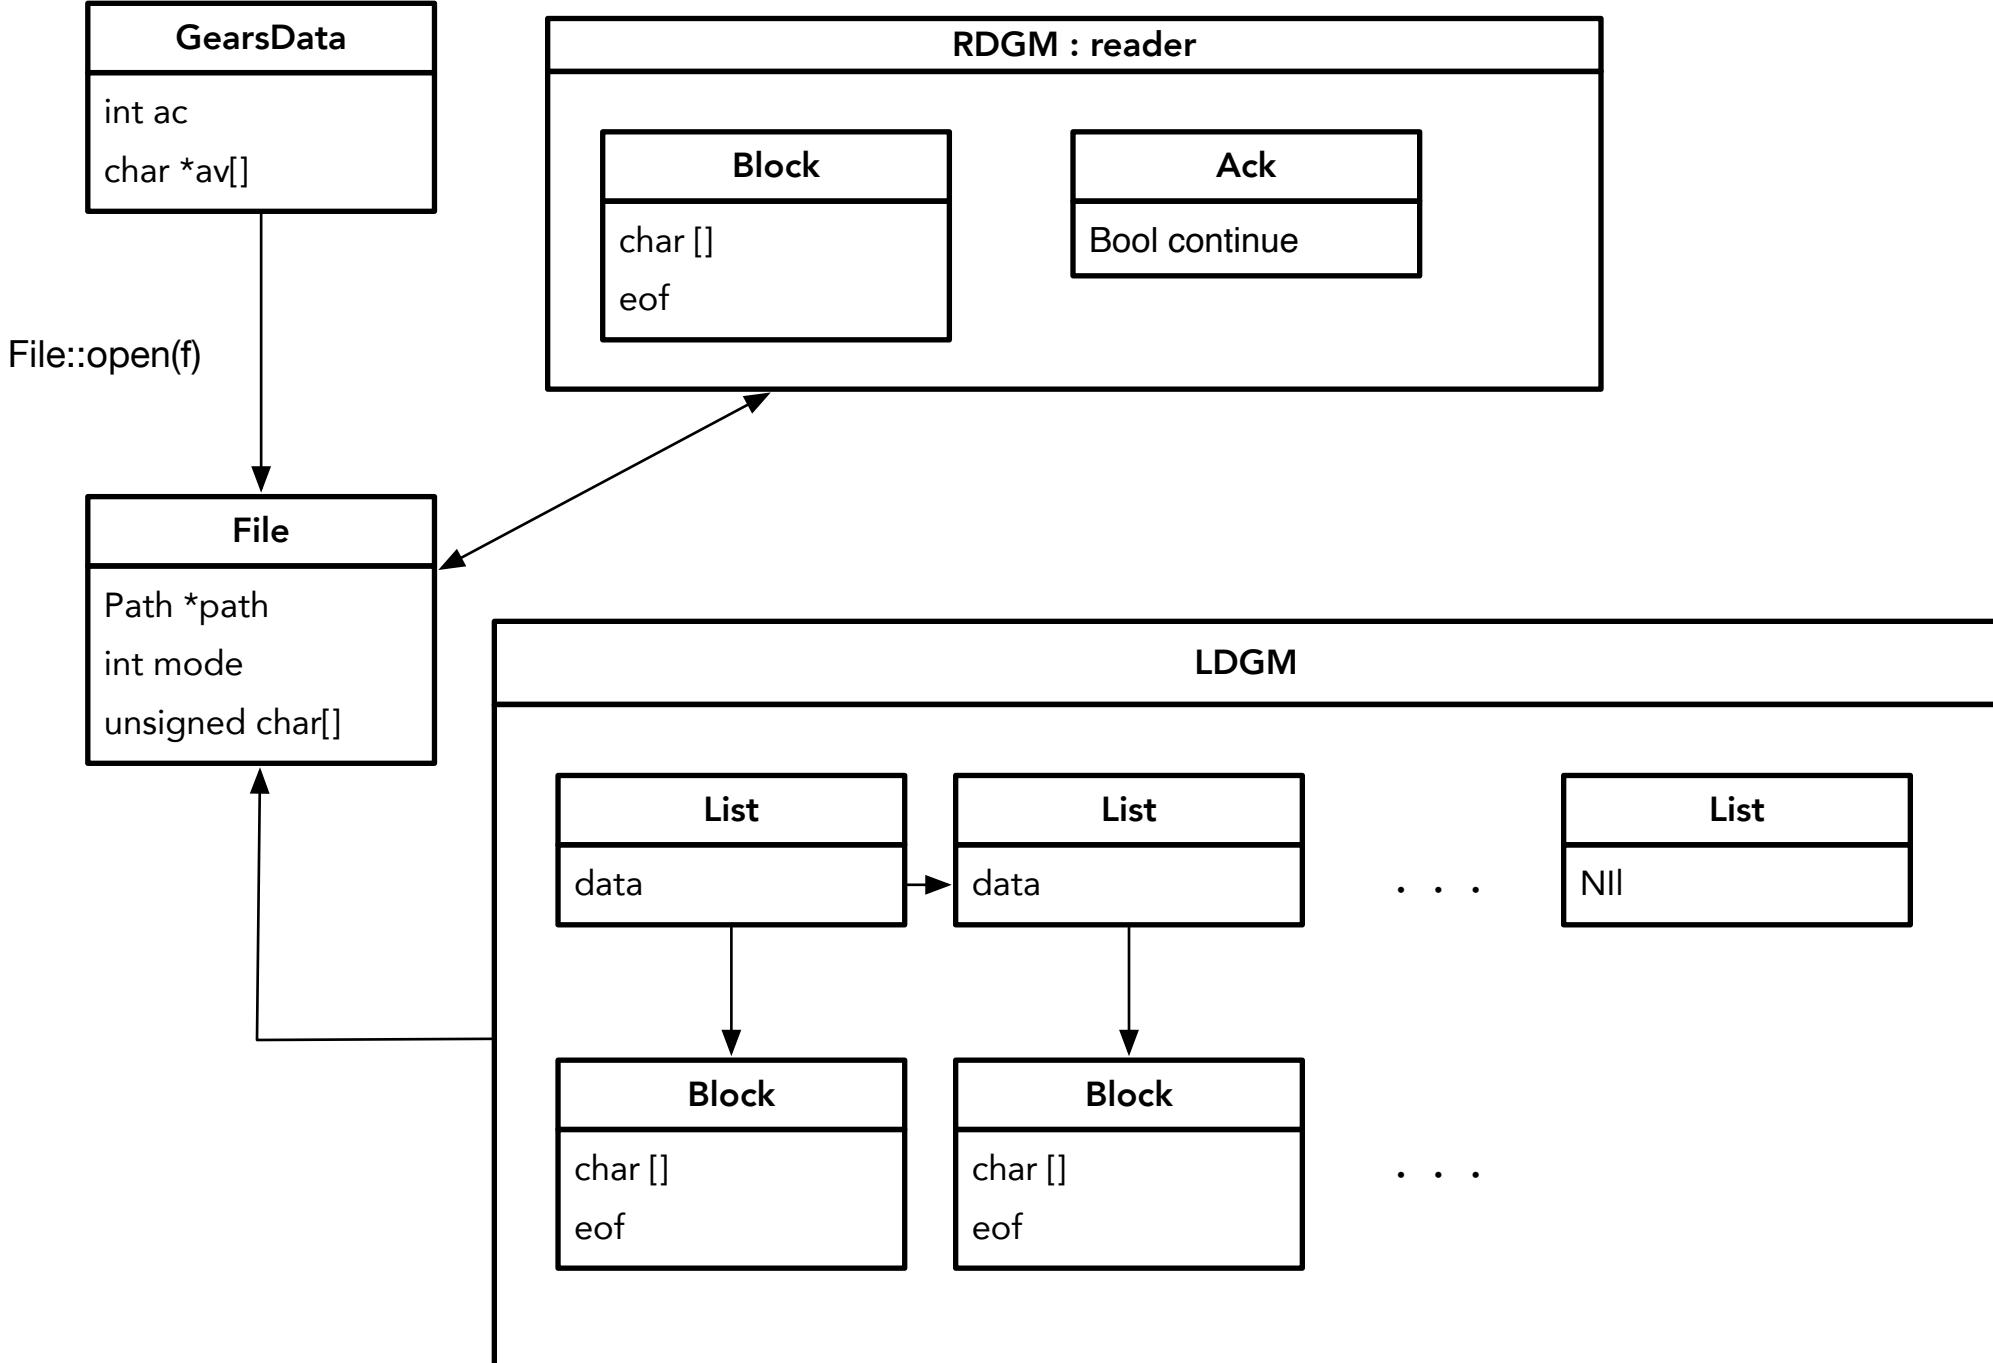 GearsData
int ac
char *av[]
RDGM : reader
Block
char []
eof
Ack
Bool continue
File::open(f)
File
Path *path
int mode
unsigned char[]
LDGM
List
data
List
data
. . .
List
NIl
Block
char []
eof
Block
char []
eof
. . .